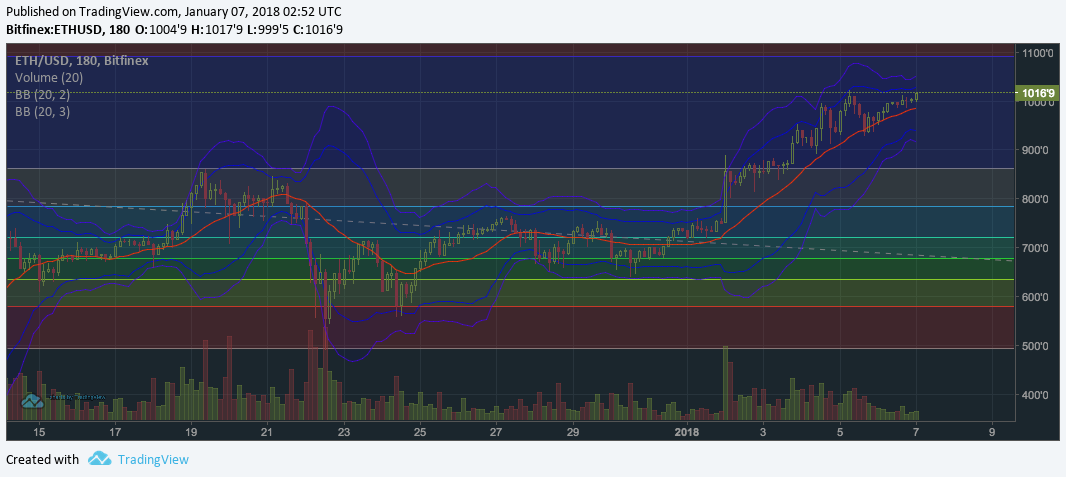 Published on TradingView.com, January 07, 2018 02:52 UTC
Bitfinex:ETHUSD, 180 O:1004'9 H:1017'9 L:999'5 C:1016'9
ETH/USD, 180, Bitfinex
Volume (20)
BB (20, 2)
BB (20, 3)
1100'0
1016'9
1000'0
900'0
800'0
700'0
600'0
500'0
400'0
15 17 19 21 23 25 27 29 2018 3 5 7 9
Created with TradingView